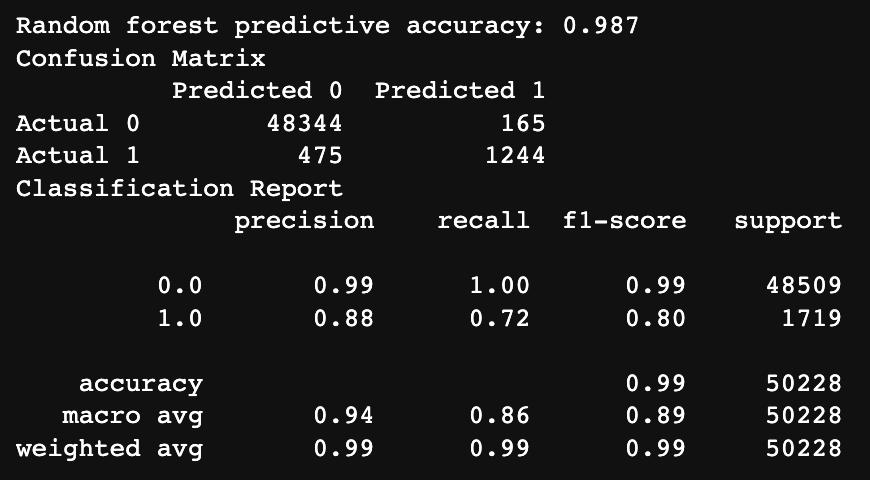 Random forest predictive accuracy: 0.987
Confusion Matrix
Predicted 0 Predicted 1
Actual 0 48344 165
Actual 1 475 1244
Classification Report
precision recall f1-score support
0.0 0.99 1.00 0.99 48509
1.0 0.88 0.72 0.80 1719
accuracy 0.99 50228
macro avg 0.94 0.86 0.89 50228
weighted avg 0.99 0.99 0.99 50228